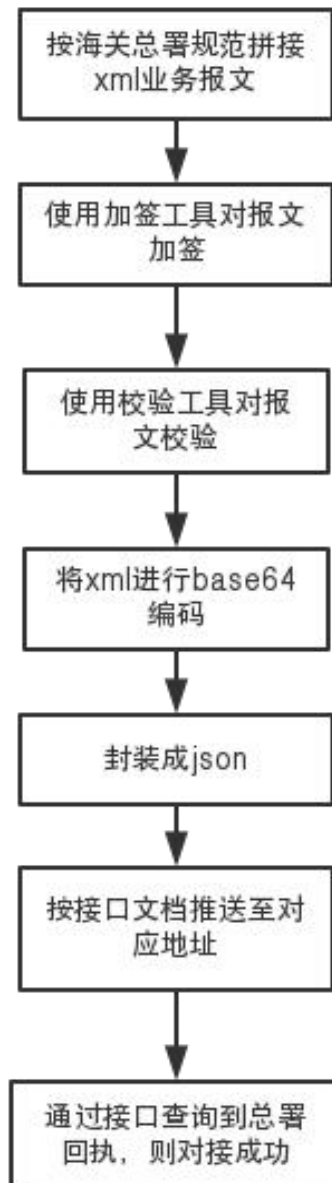 按海关总署规范拼接
xml业务报文
使用加签工具对报文
加签
使用校验工具对报
文校验
将xml进行base64
编码
封装成json
按接口文档推送至对
应地址
通过接口查询到总署
回执，则对接成功